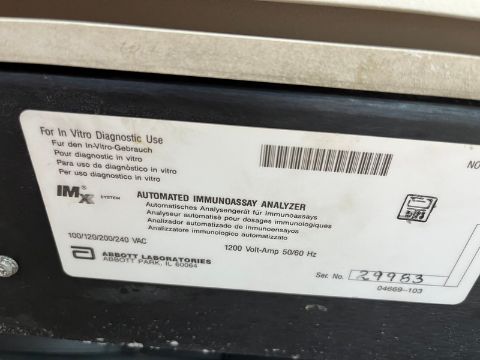 For In Vitro Diagnostic Use
Fur den In-Vitro-Gebrauch
Pour diagnostic in vitro
Para uso de diagnòstico in vitro
Per uso diagnostico in vitro
NO
IMx SYSTEM
AUTOMATED IMMUNOASSAY ANALYZER
Automatisches Analysengerät für Immunoassays
Analyseur automatisé pour dosages immunologiques
Analizador automatizado de inmunoensayos
Analizzatore immunologico automatizzato
100/120/200/240 VAC
1200 Volt-Amp 50/60 Hz
ABBOTT LABORATORIES
ABBOTT PARK, IL 60064
Ser. No. 29953
04669-103